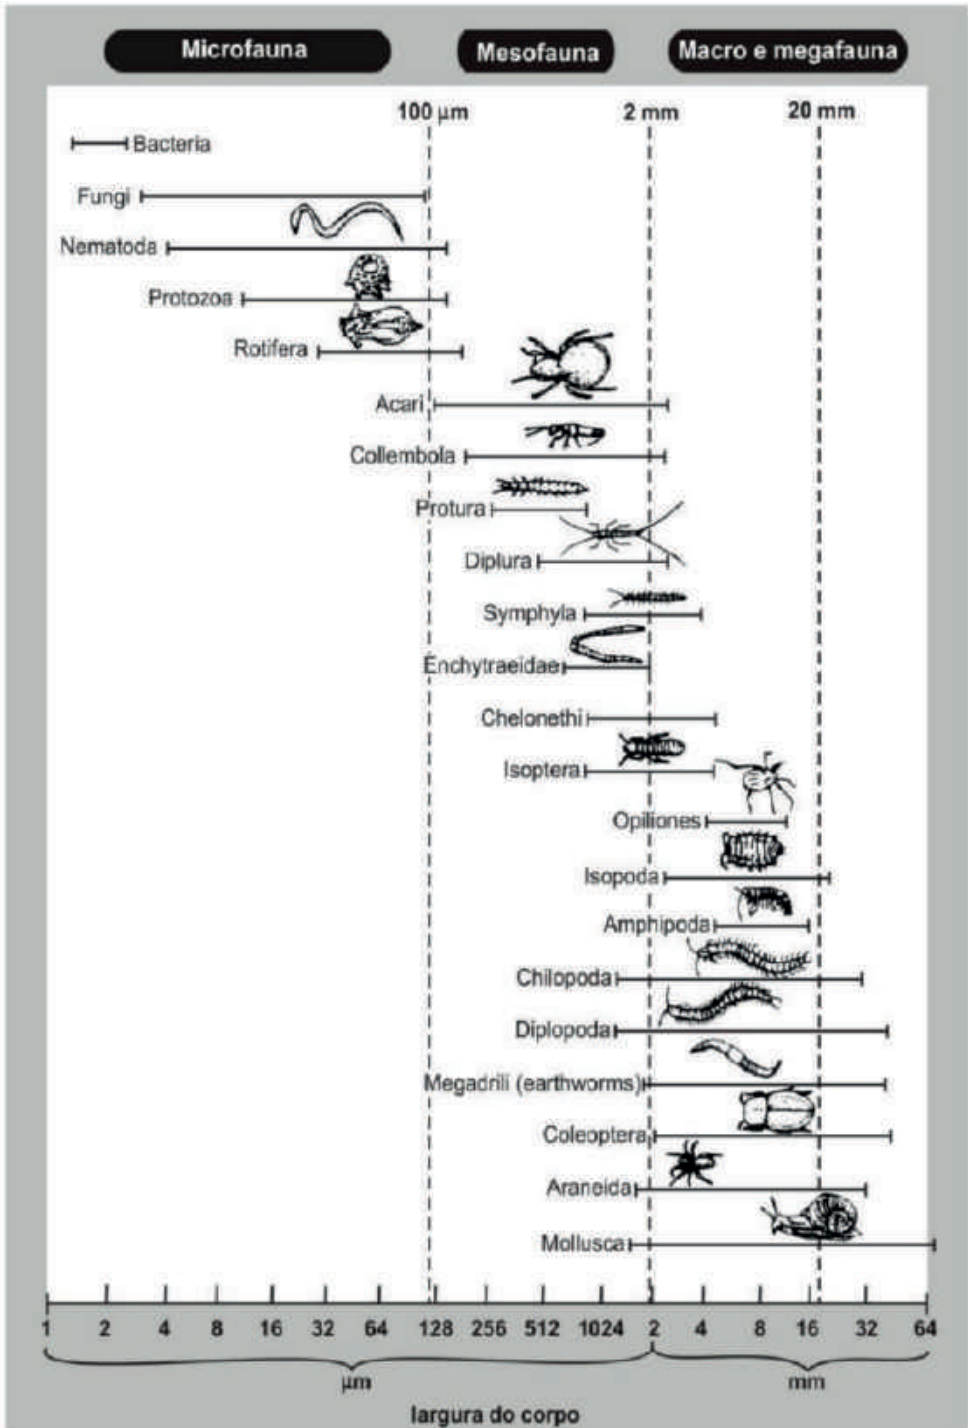 Microfauna
Mesofauna
Macro e megafauna
100 µm
2 mm
20 mm
Bacteria
Fungi
Nematoda
Protozoa
Rotifera
Acari
Collembola
Protura
Diplura
Symphyla
Enchytraeidae
Chelonethi
Isoptera
Opiliones
Isopoda
Amphipoda
Chilopoda
Diplopoda
Megadrili (earthworms)
Coleoptera
Araneida
Mollusca
1 2 4 8 16 32 64 128 256 512 1024 2 4 8 16 32 64
µm
mm
largura do corpo